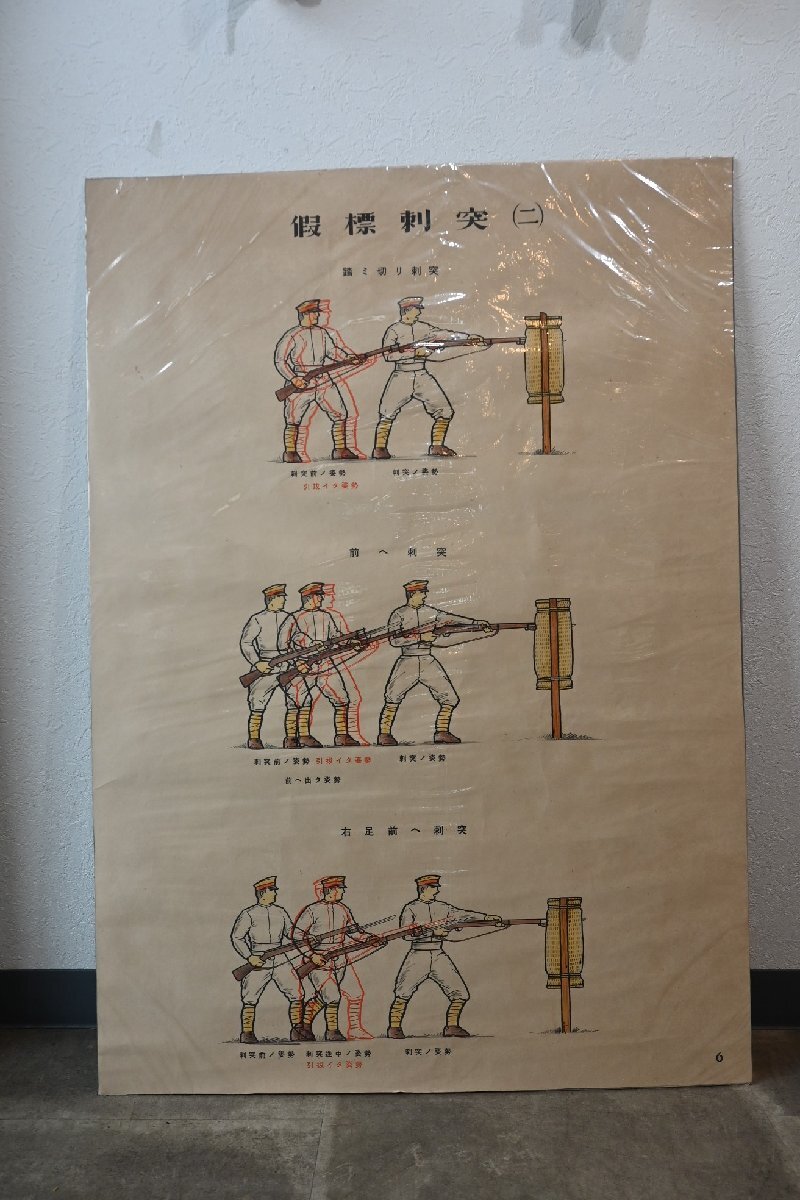 假標刺突㈡
踏ミ切リ刺突
刺突前ノ姿勢
刺突ノ姿勢
引拔イタ姿勢
前ヘ刺突
刺突前ノ姿勢 引拔イタ姿勢
刺突ノ姿勢
前ヘ出タ姿勢
右足前ヘ刺突
刺突前ノ姿勢
刺突途中ノ姿勢
刺突ノ姿勢
引拔イタ姿勢
6